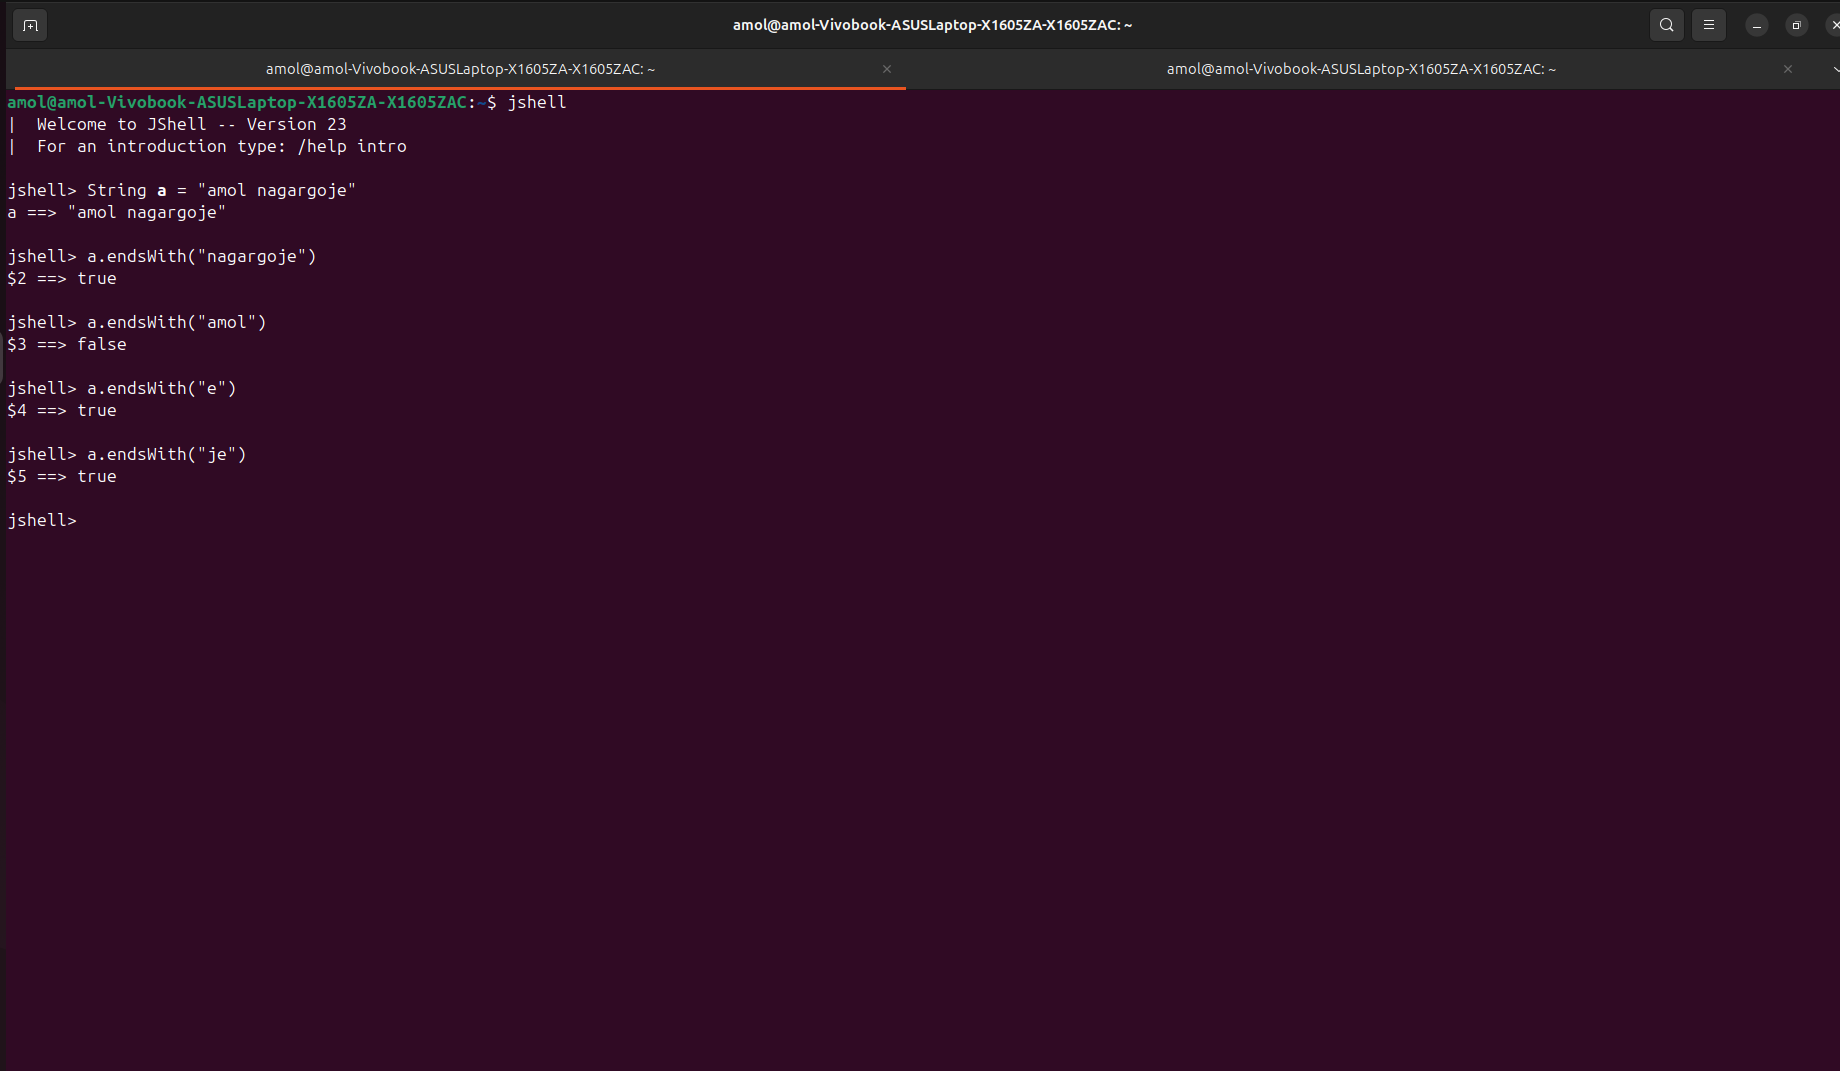 amol@amol-Vivobook-ASUSLaptop-X1605ZA-X1605ZAC: ~
amol@amol-Vivobook-ASUSLaptop-X1605ZA-X1605ZAC: ~
amol@amol-Vivobook-ASUSLaptop-X1605ZA-X1605ZAC: ~
amol@amol-Vivobook-ASUSLaptop-X1605ZA-X1605ZAC:~$ jshell
|  Welcome to JShell -- Version 23
|  For an introduction type: /help intro
jshell> String a = "amol nagargoje"
a ==> "amol nagargoje"
jshell> a.endsWith("nagargoje")
$2 ==> true
jshell> a.endsWith("amol")
$3 ==> false
jshell> a.endsWith("e")
$4 ==> true
jshell> a.endsWith("je")
$5 ==> true
jshell>